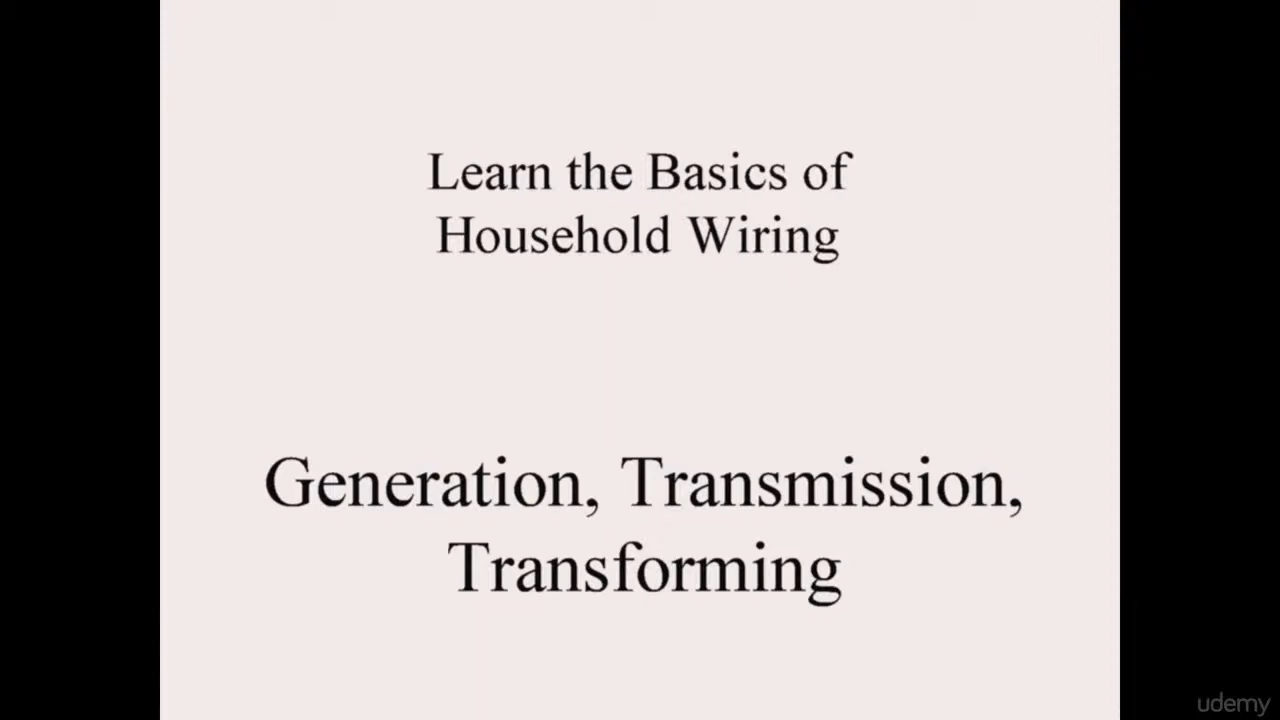 Learn the Basics of
Household Wiring
Generation, Transmission,
Transforming
udemy